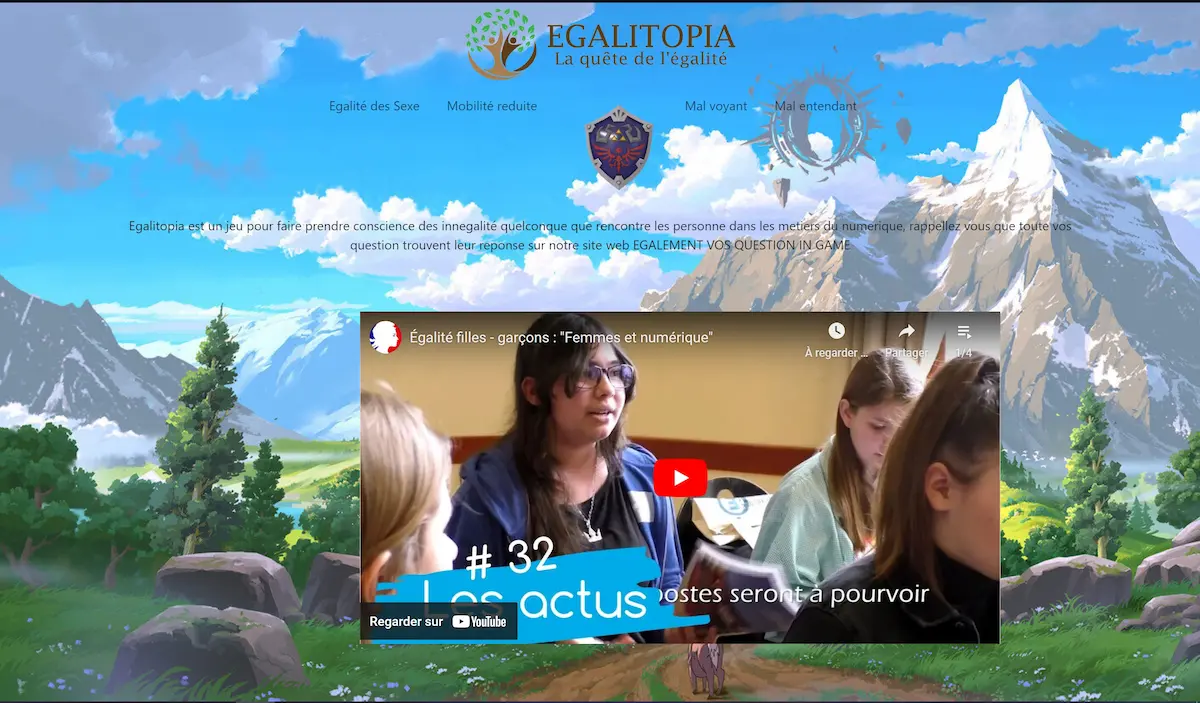 EGALITOPIA
La quête de l'égalité
Egalité des Sexe
Mobilité reduite
Mal voyant
Mal entendant
Egalitopia est un jeu pour faire prendre conscience des innegalité quelconque que rencontre les personne dans les metiers du numerique, rappellez vous que toute vos
question trouvent leur reponse sur notre site web EGALEMENT VOS QUESTION IN GAME
Égalité filles - garçons : "Femmes et numérique"
À regarder ...
Partager
1/4
# 32
Les actus
postes seront à pourvoir
Regarder sur YouTube